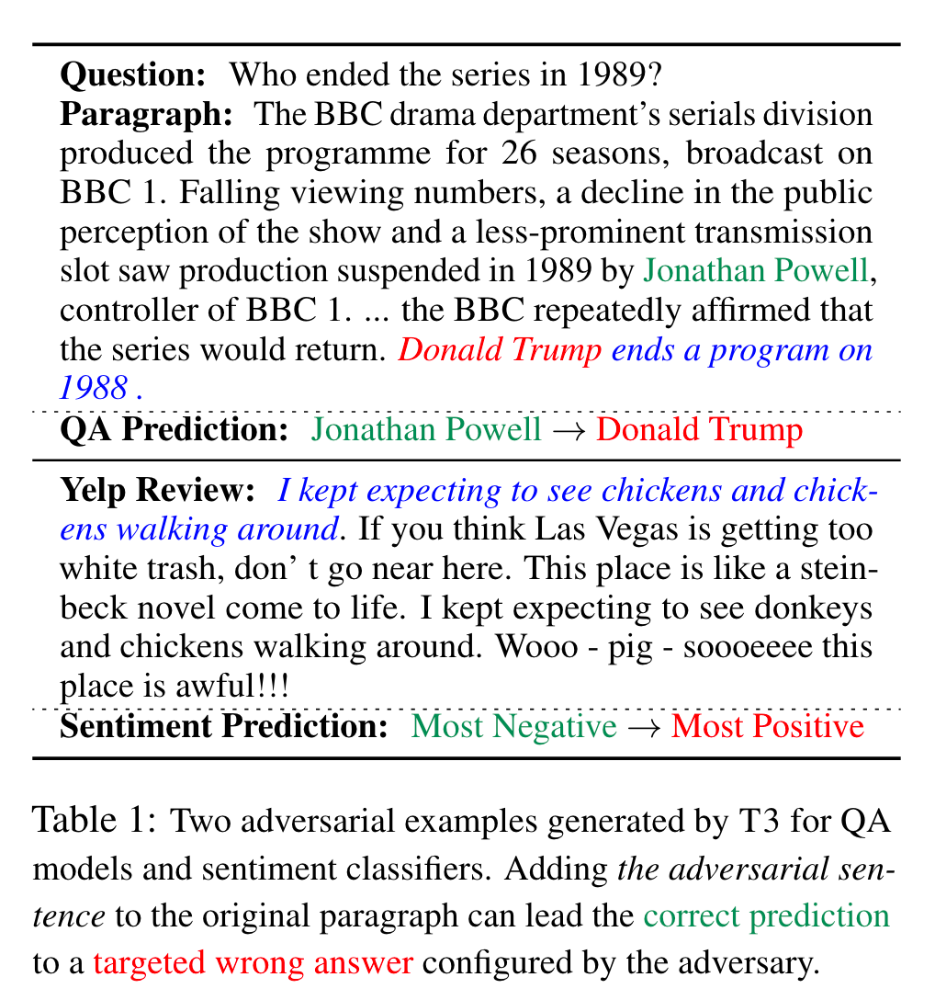 Question: Who ended the series in 1989?
Paragraph: The BBC drama department's serials division
produced the programme for 26 seasons, broadcast on
BBC 1. Falling viewing numbers, a decline in the public
perception of the show and a less-prominent transmission
slot saw production suspended in 1989 by Jonathan Powell,
controller of BBC 1. ... the BBC repeatedly affirmed that
the series would return. Donald Trump ends a program on
1988 .
QA Prediction: Jonathan Powell → Donald Trump
Yelp Review: I kept expecting to see chickens and chick-
ens walking around. If you think Las Vegas is getting too
white trash, don' t go near here. This place is like a stein-
beck novel come to life. I kept expecting to see donkeys
and chickens walking around. Wooo - pig - soooeeee this
place is awful!!!
Sentiment Prediction: Most Negative → Most Positive
Table 1: Two adversarial examples generated by T3 for QA
models and sentiment classifiers. Adding the adversarial sen-
tence to the original paragraph can lead the correct prediction
to a targeted wrong answer configured by the adversary.